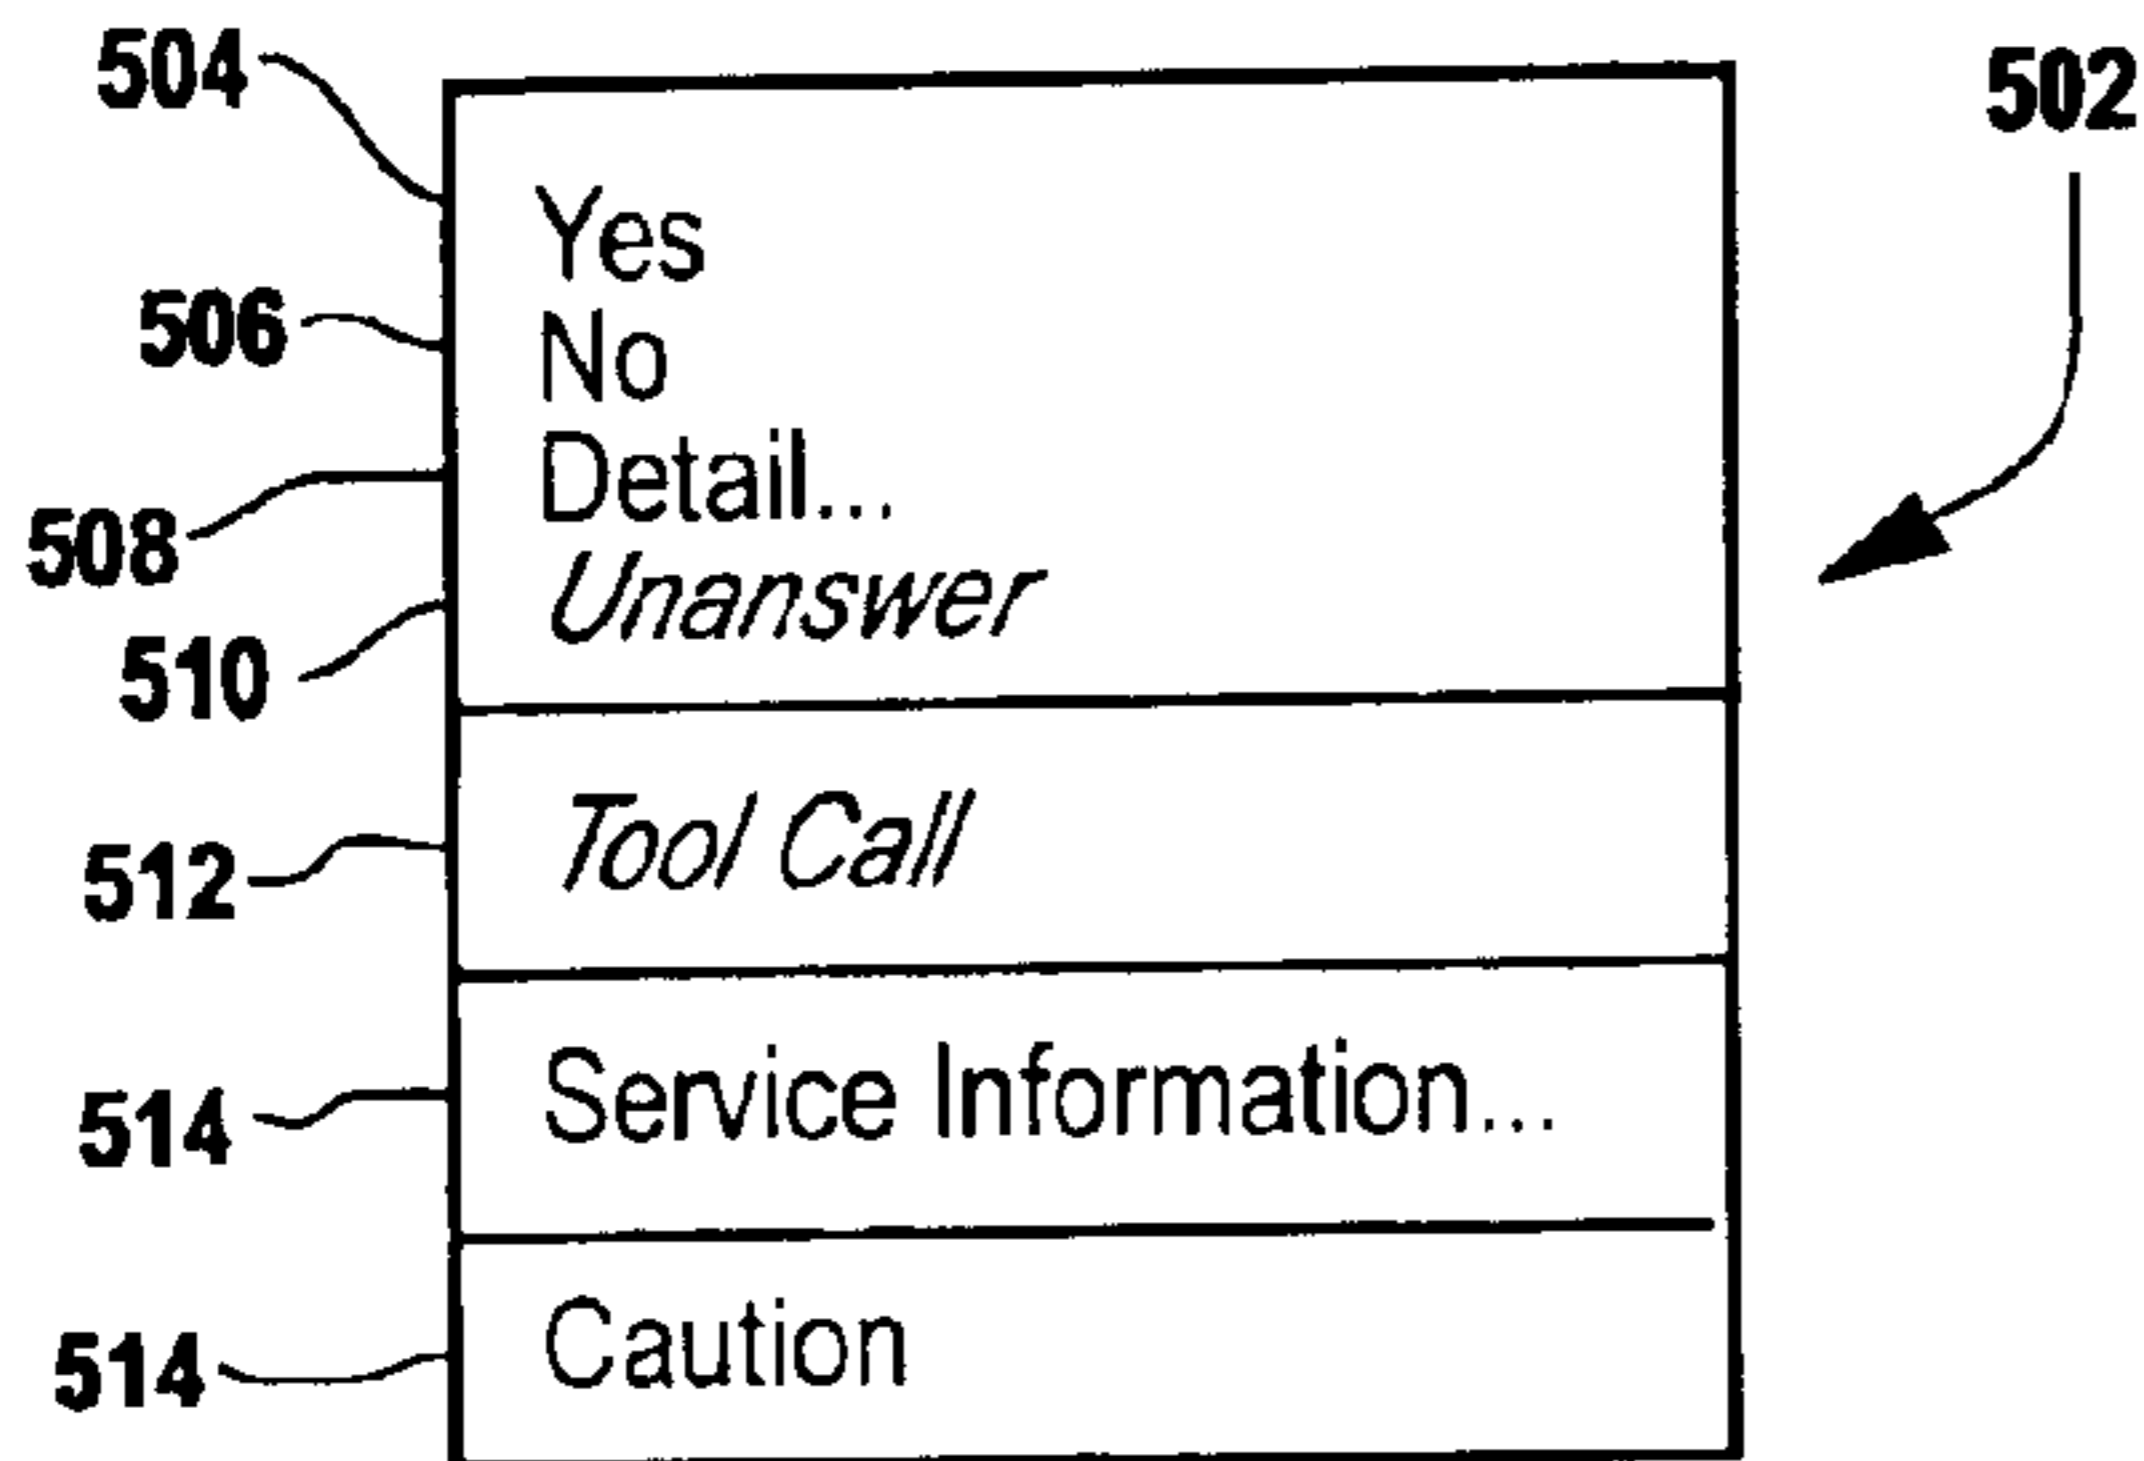 504
502
Yes
506
No
Detail...
508
Unanswer
510
Tool Call
512
Service Information...
514
Caution
514